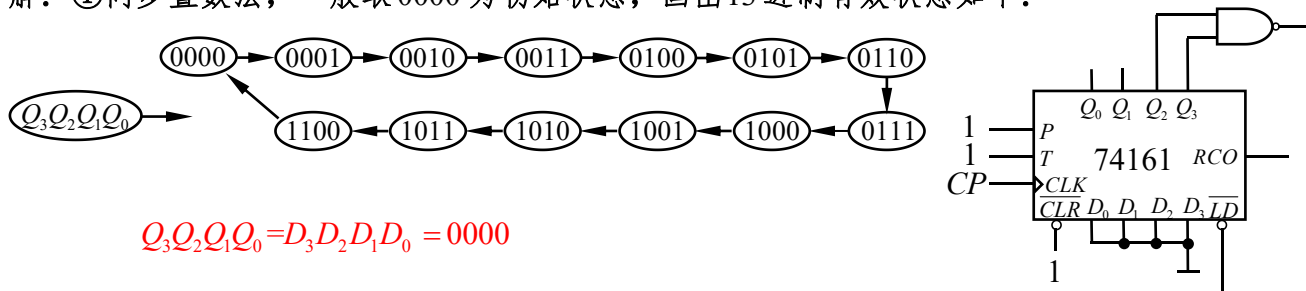 解：①同步置数法，一般取0000为初始状态，画出13进制有效状态如下：
0000 0001 0010 0011 0100 0101 0110
Q₃Q₂Q₁Q₀
1100 1011 1010 1001 1000 0111
Q₃Q₂Q₁Q₀=D₃D₂D₁D₀=0000
Q₀ Q₁ Q₂ Q₃
1 P
1 T 74161 RCO
CP CLK
C̅L̅R̅ D₀ D₁ D₂ D₃ L̅D̅
1